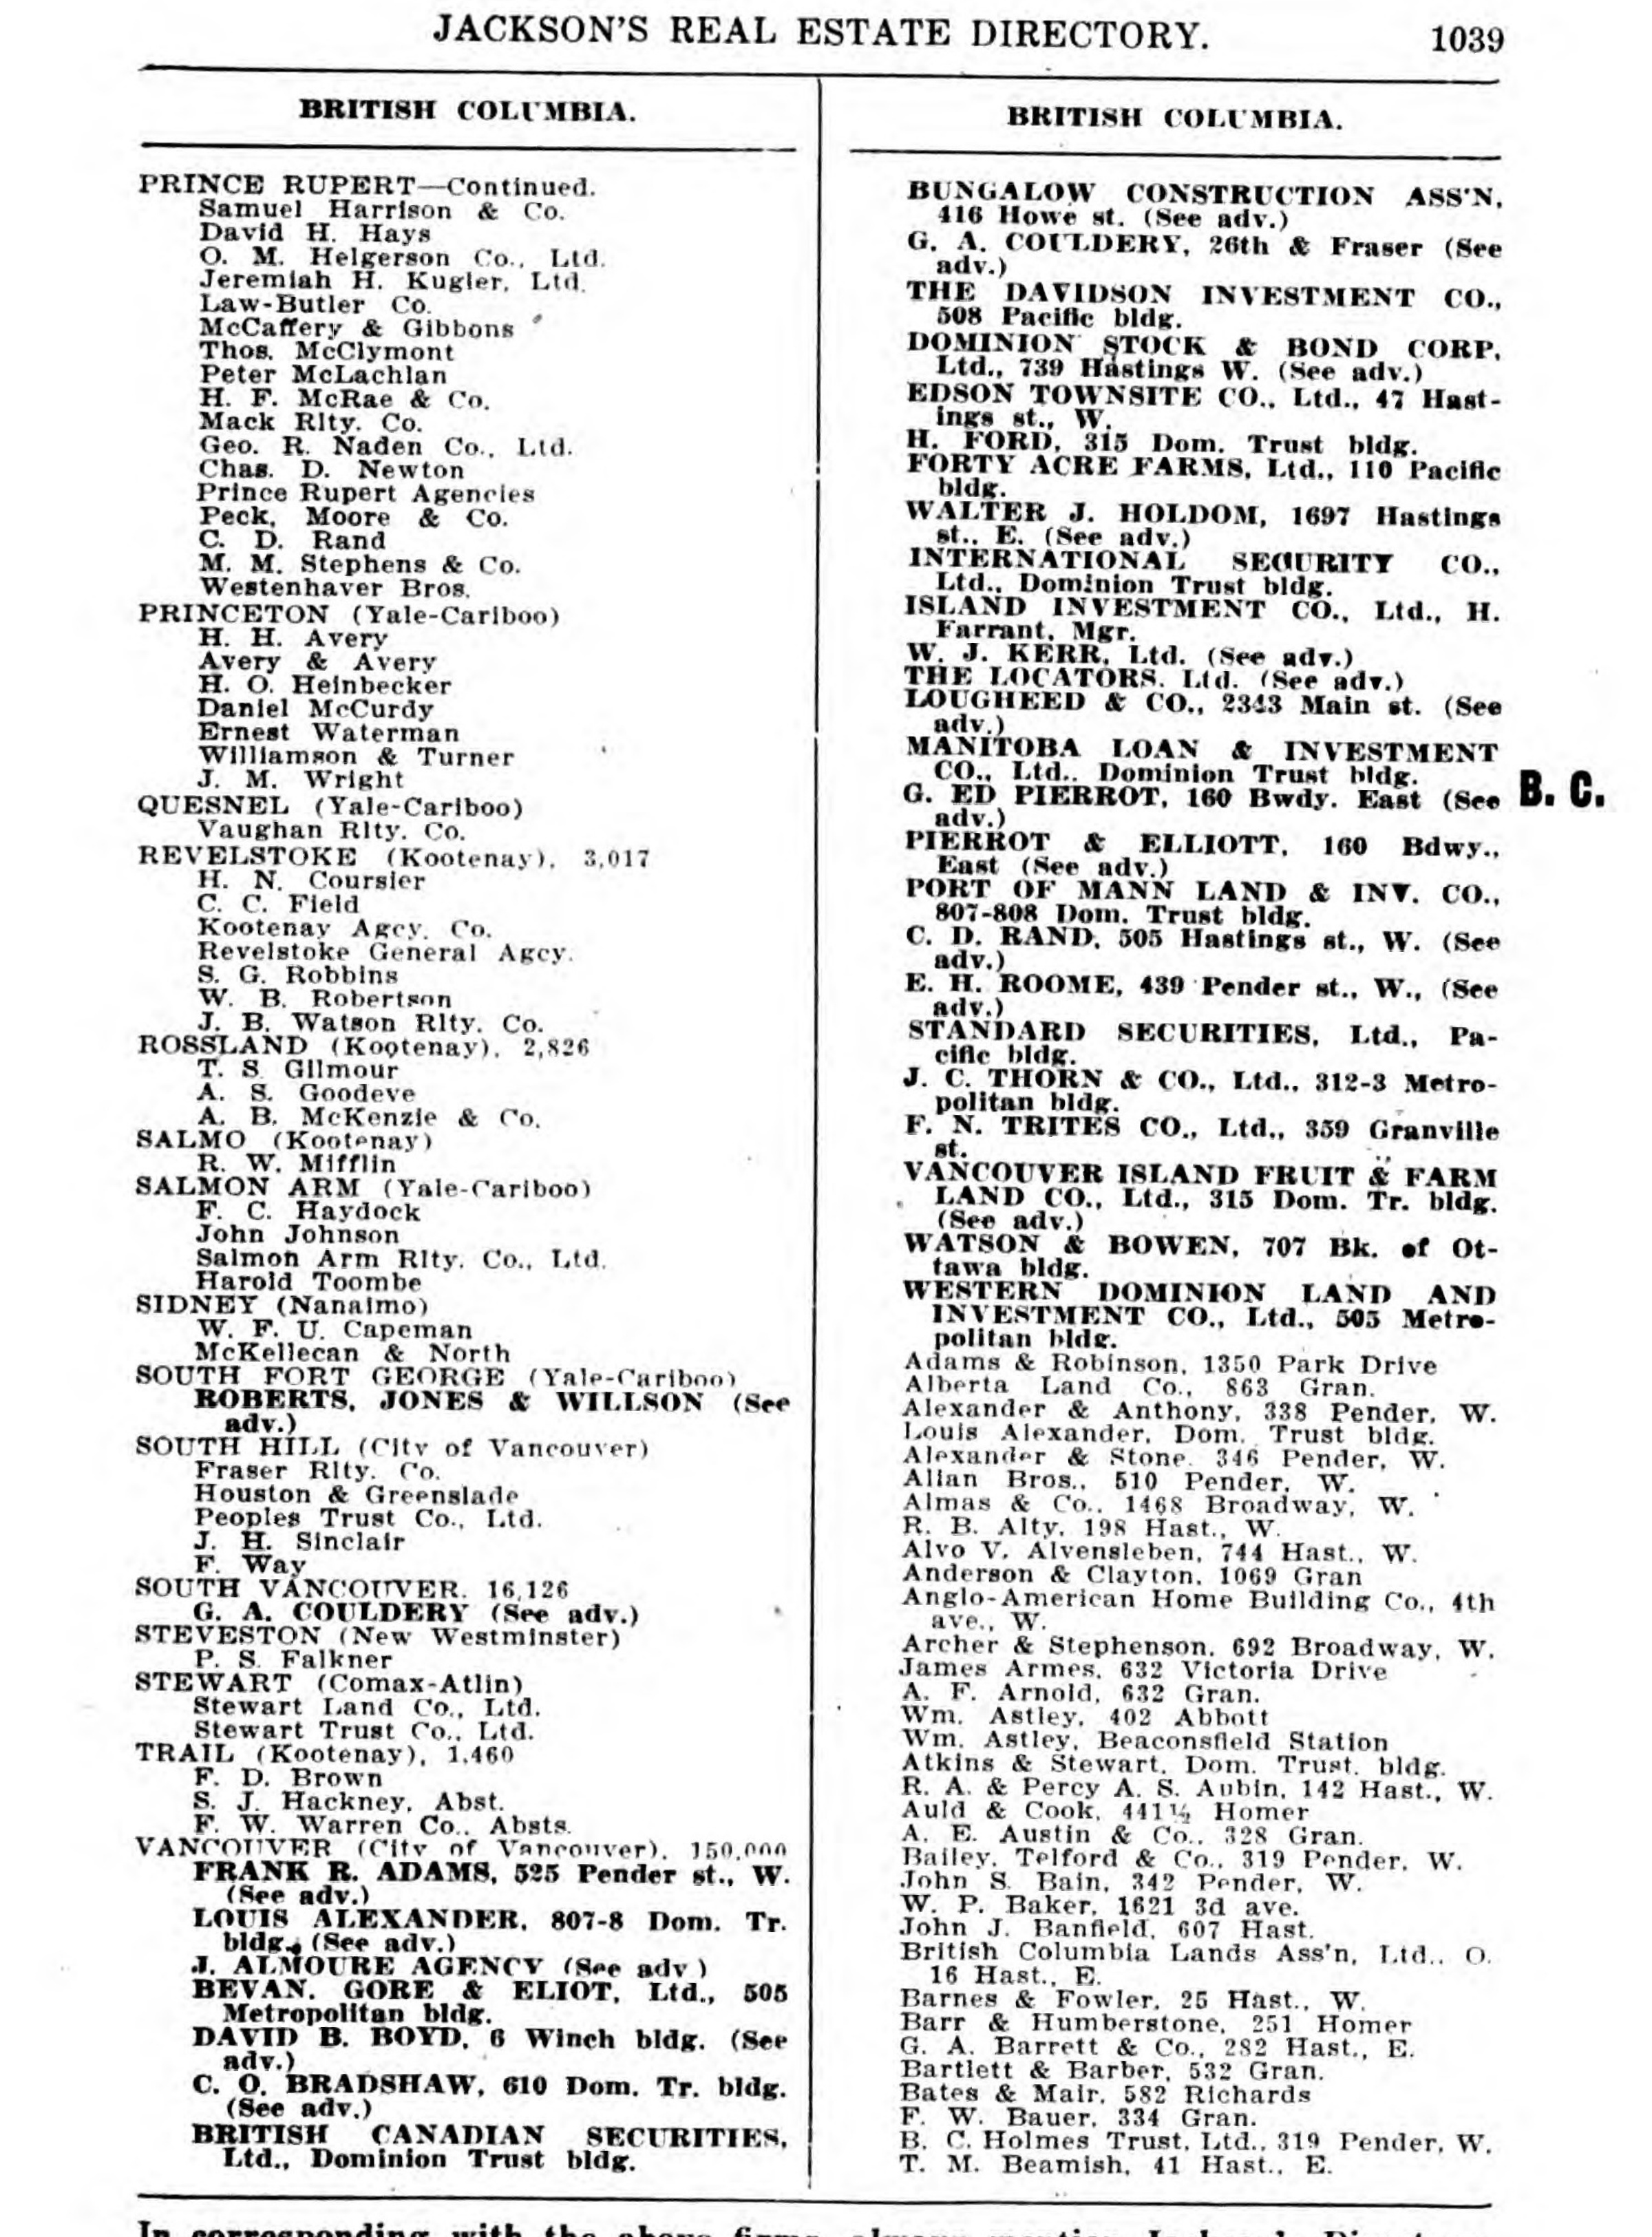 JACKSON'S REAL ESTATE DIRECTORY. 1039
BRITISH COLUMBIA.
PRINCE RUPERT—Continued.
Samuel Harrison & Co.
David H. Hays
O. M. Helgerson Co., Ltd.
Jeremiah H. Kugler, Ltd.
Law-Butler Co.
McCaffery & Gibbons
Thos. McClymont
Peter McLachlan
H. F. McRae & Co.
Mack Rlty. Co.
Geo. R. Naden Co., Ltd.
Chas. D. Newton
Prince Rupert Agencies
Peck, Moore & Co.
C. D. Rand
M. M. Stephens & Co.
Westenhaver Bros.
PRINCETON (Yale-Cariboo)
H. H. Avery
Avery & Avery
H. O. Heinbecker
Daniel McCurdy
Ernest Waterman
Williamson & Turner
J. M. Wright
QUESNEL (Yale-Cariboo)
Vaughan Rlty. Co.
REVELSTOKE (Kootenay), 3,017
H. N. Coursier
C. C. Field
Kootenay Agcy. Co.
Revelstoke General Agcy.
S. G. Robbins
W. B. Robertson
J. B. Watson Rlty. Co.
ROSSLAND (Kootenay), 2,826
T. S. Gilmour
A. S. Goodeve
A. B. McKenzie & Co.
SALMO (Kootenay)
R. W. Mifflin
SALMON ARM (Yale-Cariboo)
F. C. Haydock
John Johnson
Salmon Arm Rlty. Co., Ltd.
Harold Toombe
SIDNEY (Nanaimo)
W. F. U. Capeman
McKellecan & North
SOUTH FORT GEORGE (Yale-Cariboo)
ROBERTS, JONES & WILLSON (See
adv.)
SOUTH HILL (City of Vancouver)
Fraser Rlty. Co.
Houston & Greenslade
Peoples Trust Co., Ltd.
J. H. Sinclair
F. Way
SOUTH VANCOUVER, 16,126
G. A. COULDERY (See adv.)
STEVESTON (New Westminster)
P. S. Falkner
STEWART (Comax-Atlin)
Stewart Land Co., Ltd.
Stewart Trust Co., Ltd.
TRAIL (Kootenay), 1,460
F. D. Brown
S. J. Hackney, Abst.
F. W. Warren Co., Absts.
VANCOUVER (City of Vancouver), 150,000
FRANK R. ADAMS, 525 Pender st., W.
(See adv.)
LOUIS ALEXANDER, 807-8 Dom. Tr.
bldg., (See adv.)
J. ALMOURE AGENCY (See adv.)
BEVAN, GORE & ELIOT, Ltd., 505
Metropolitan bldg.
DAVID B. BOYD, 6 Winch bldg. (See
adv.)
C. O. BRADSHAW, 610 Dom. Tr. bldg.
(See adv.)
BRITISH CANADIAN SECURITIES,
Ltd., Dominion Trust bldg.
BRITISH COLUMBIA.
BUNGALOW CONSTRUCTION ASS'N,
416 Howe st. (See adv.)
G. A. COULDERY, 26th & Fraser (See
adv.)
THE DAVIDSON INVESTMENT CO.,
508 Pacific bldg.
DOMINION STOCK & BOND CORP,
Ltd., 739 Hastings W. (See adv.)
EDSON TOWNSITE CO., Ltd., 47 Hast-
ings st., W.
H. FORD, 315 Dom. Trust bldg.
FORTY ACRE FARMS, Ltd., 110 Pacific
bldg.
WALTER J. HOLDOM, 1697 Hastings
st., E. (See adv.)
INTERNATIONAL SECURITY CO.,
Ltd., Dominion Trust bldg.
ISLAND INVESTMENT CO., Ltd., H.
Farrant, Mgr.
W. J. KERR, Ltd. (See adv.)
THE LOCATORS, Ltd. (See adv.)
LOUGHEED & CO., 2343 Main st. (See
adv.)
MANITOBA LOAN & INVESTMENT
CO., Ltd., Dominion Trust bldg.
G. ED PIERROT, 160 Bwdy. East (See
adv.)
PIERROT & ELLIOTT, 160 Bdwy.,
East (See adv.)
PORT OF MANN LAND & INV. CO.,
807-808 Dom. Trust bldg.
C. D. RAND, 505 Hastings st., W. (See
adv.)
E. H. ROOME, 439 Pender st., W., (See
adv.)
STANDARD SECURITIES, Ltd., Pa-
cific bldg.
J. C. THORN & CO., Ltd., 312-3 Metro-
politan bldg.
F. N. TRITES CO., Ltd., 359 Granville
st.
VANCOUVER ISLAND FRUIT & FARM
LAND CO., Ltd., 315 Dom. Tr. bldg.
(See adv.)
WATSON & BOWEN, 707 Bk. of Ot-
tawa bldg.
WESTERN DOMINION LAND AND
INVESTMENT CO., Ltd., 505 Metro-
politan bldg.
Adams & Robinson, 1350 Park Drive
Alberta Land Co., 863 Gran.
Alexander & Anthony, 338 Pender, W.
Louis Alexander, Dom. Trust bldg.
Alexander & Stone, 346 Pender, W.
Allan Bros., 510 Pender, W.
Almas & Co., 1468 Broadway, W.
R. B. Alty, 198 Hast., W.
Alvo V. Alvensleben, 744 Hast., W.
Anderson & Clayton, 1069 Gran
Anglo-American Home Building Co., 4th
ave., W.
Archer & Stephenson, 692 Broadway, W.
James Armes, 632 Victoria Drive
A. F. Arnold, 632 Gran.
Wm. Astley, 402 Abbott
Wm. Astley, Beaconsfield Station
Atkins & Stewart, Dom. Trust. bldg.
R. A. & Percy A. S. Aubin, 142 Hast., W.
Auld & Cook, 441½ Homer
A. E. Austin & Co., 328 Gran.
Bailey, Telford & Co., 319 Pender, W.
John S. Bain, 342 Pender, W.
W. P. Baker, 1621 3d ave.
John J. Banfield, 607 Hast.
British Columbia Lands Ass'n, Ltd., O.
16 Hast., E.
Barnes & Fowler, 25 Hast., W.
Barr & Humberstone, 251 Homer
G. A. Barrett & Co., 282 Hast., E.
Bartlett & Barber, 532 Gran.
Bates & Mair, 582 Richards
F. W. Bauer, 334 Gran.
B. C. Holmes Trust, Ltd., 319 Pender, W.
T. M. Beamish, 41 Hast., E.
B. C.
In corresponding with the above firms, always mention